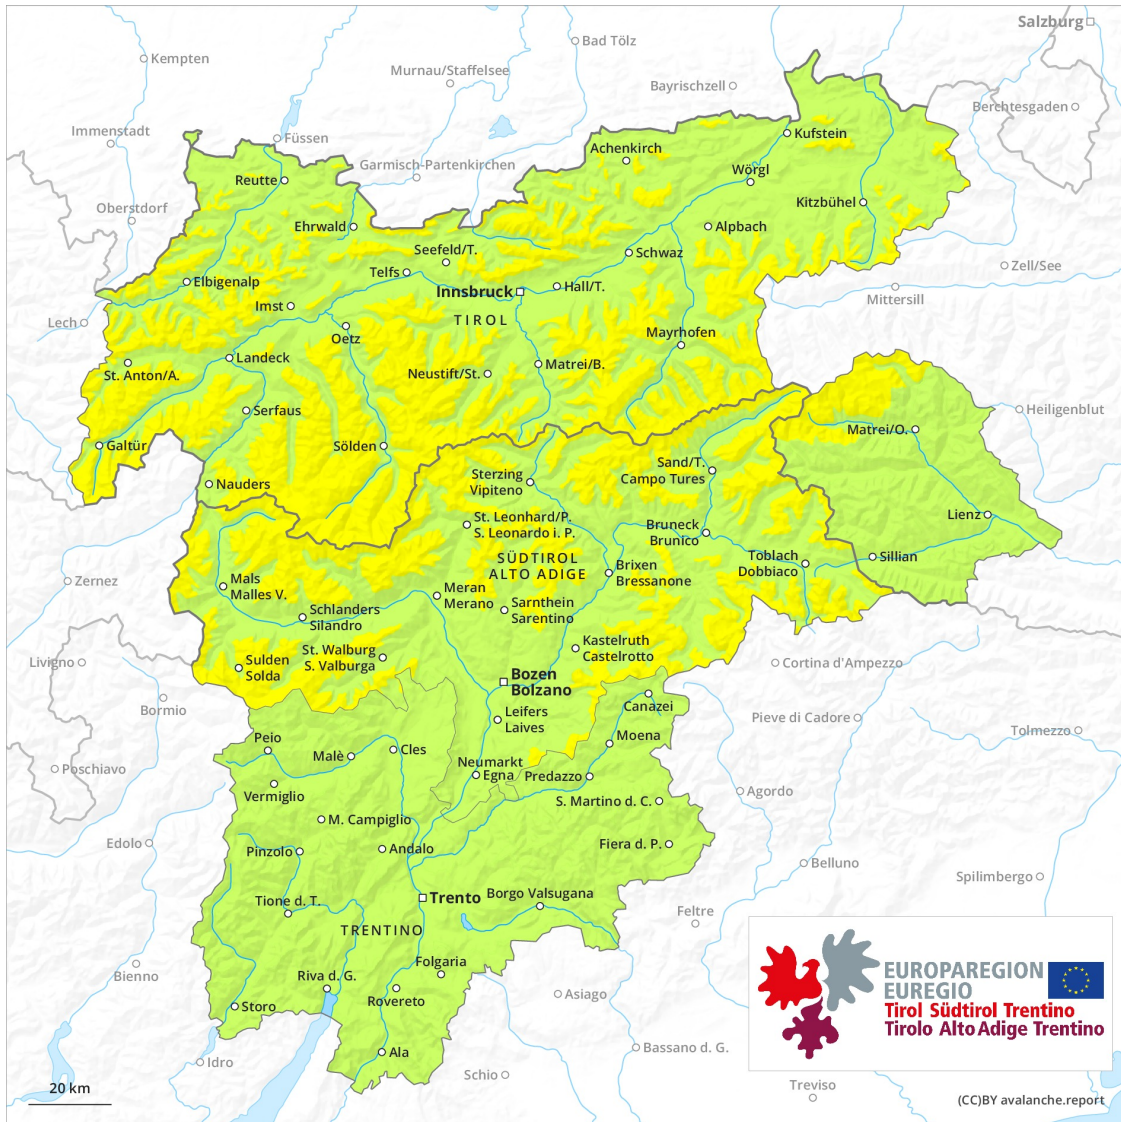 Salzburg
Bad Tölz
Kempten
Murnau/Staffelsee
Bayrischzell
Berchtesgaden
Immenstadt
Füssen
Kufstein
Achenkirch
Garmisch-Partenkirchen
Wörgl
Reutte
Oberstdorf
Kitzbühel
Ehrwald
Alpbach
Seefeld/T.
Schwaz
Zell/See
Telfs
Elbigenalp
Hall/T.
Innsbruck
Mittersill
Imst
TIROL
Lech
Oetz
Mayrhofen
Landeck
Matrei/B.
St. Anton/A.
Neustift/St.
Serfaus
Heiligenblut
Matrei/O.
Galtür
Sölden
Sand/T.
Campo Tures
Sterzing
Vipiteno
Nauders
Lienz
St. Leonhard/P.
S. Leonardo i. P.
Bruneck
Brunico
SÜDTIROL
ALTO ADIGE
Toblach
Dobbiaco
Sillian
Brixen
Bressanone
Zernez
Mals
Malles V.
Meran
Merano
Sarnthein
Sarentino
Schlanders
Silandro
Kastelruth
Castelrotto
St. Walburg
S. Valburga
Livigno
Sulden
Solda
Cortina d'Ampezzo
Bozen
Bolzano
Bormio
Canazei
Leifers
Laives
Pieve di Cadore
Tolmezzo
Peio
Moena
Malè
Cles
Neumarkt
Egna
Predazzo
Poschiavo
Vermiglio
Agordo
S. Martino d. C.
M. Campiglio
Edolo
Pinzolo
Andalo
Fiera d. P.
Belluno
Spilimbergo
Trento
Borgo Valsugana
Tione d. T.
Feltre
TRENTINO
Folgaria
Bienno
Riva d. G.
Rovereto
Asiago
Storo
EUROPAREGION
EUREGIO
Tirol Südtirol Trentino
Tirolo Alto Adige Trentino
Ala
Bassano d. G.
Idro
Schio
Treviso
20 km
(CC)BY avalanche.report